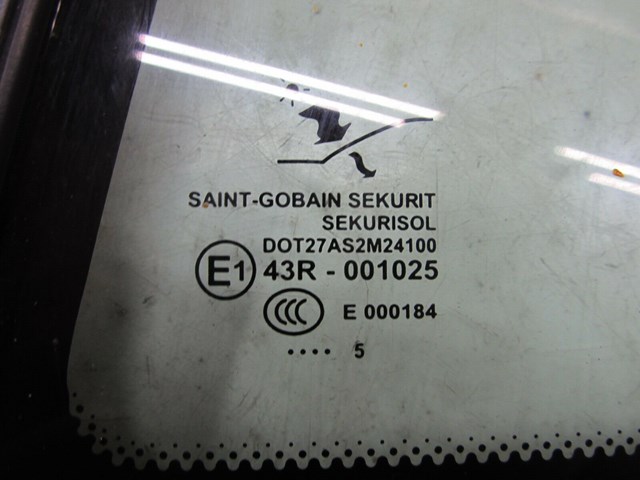 SAINT-GOBAIN SEKURIT
SEKURISOL
DOT27AS2M24100
E1 43R - 001025
CCC E 000184
.... 5